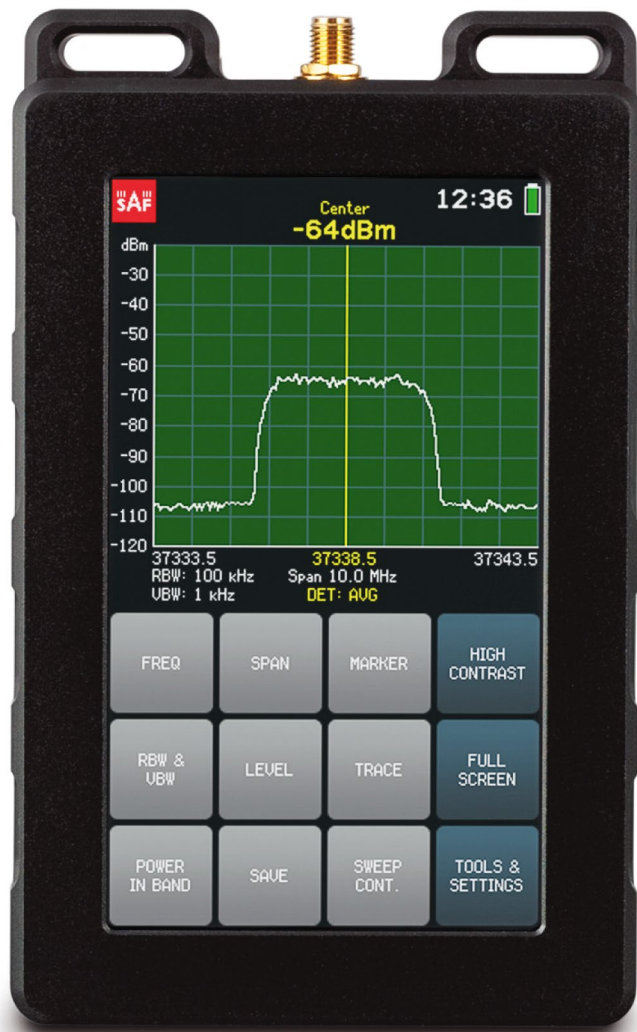 SAF
Center
-64dBm
12:36
dBm
-30
-40
-50
-60
-70
-80
-90
-100
-110
-120
37333.5
37338.5
37343.5
RBW: 100 kHz
Span 10.0 MHz
VBW: 1 kHz
DET: AVG
FREQ
SPAN
MARKER
HIGH
CONTRAST
RBW &
VBW
LEVEL
TRACE
FULL
SCREEN
POWER
IN BAND
SAVE
SWEEP
CONT.
TOOLS &
SETTINGS